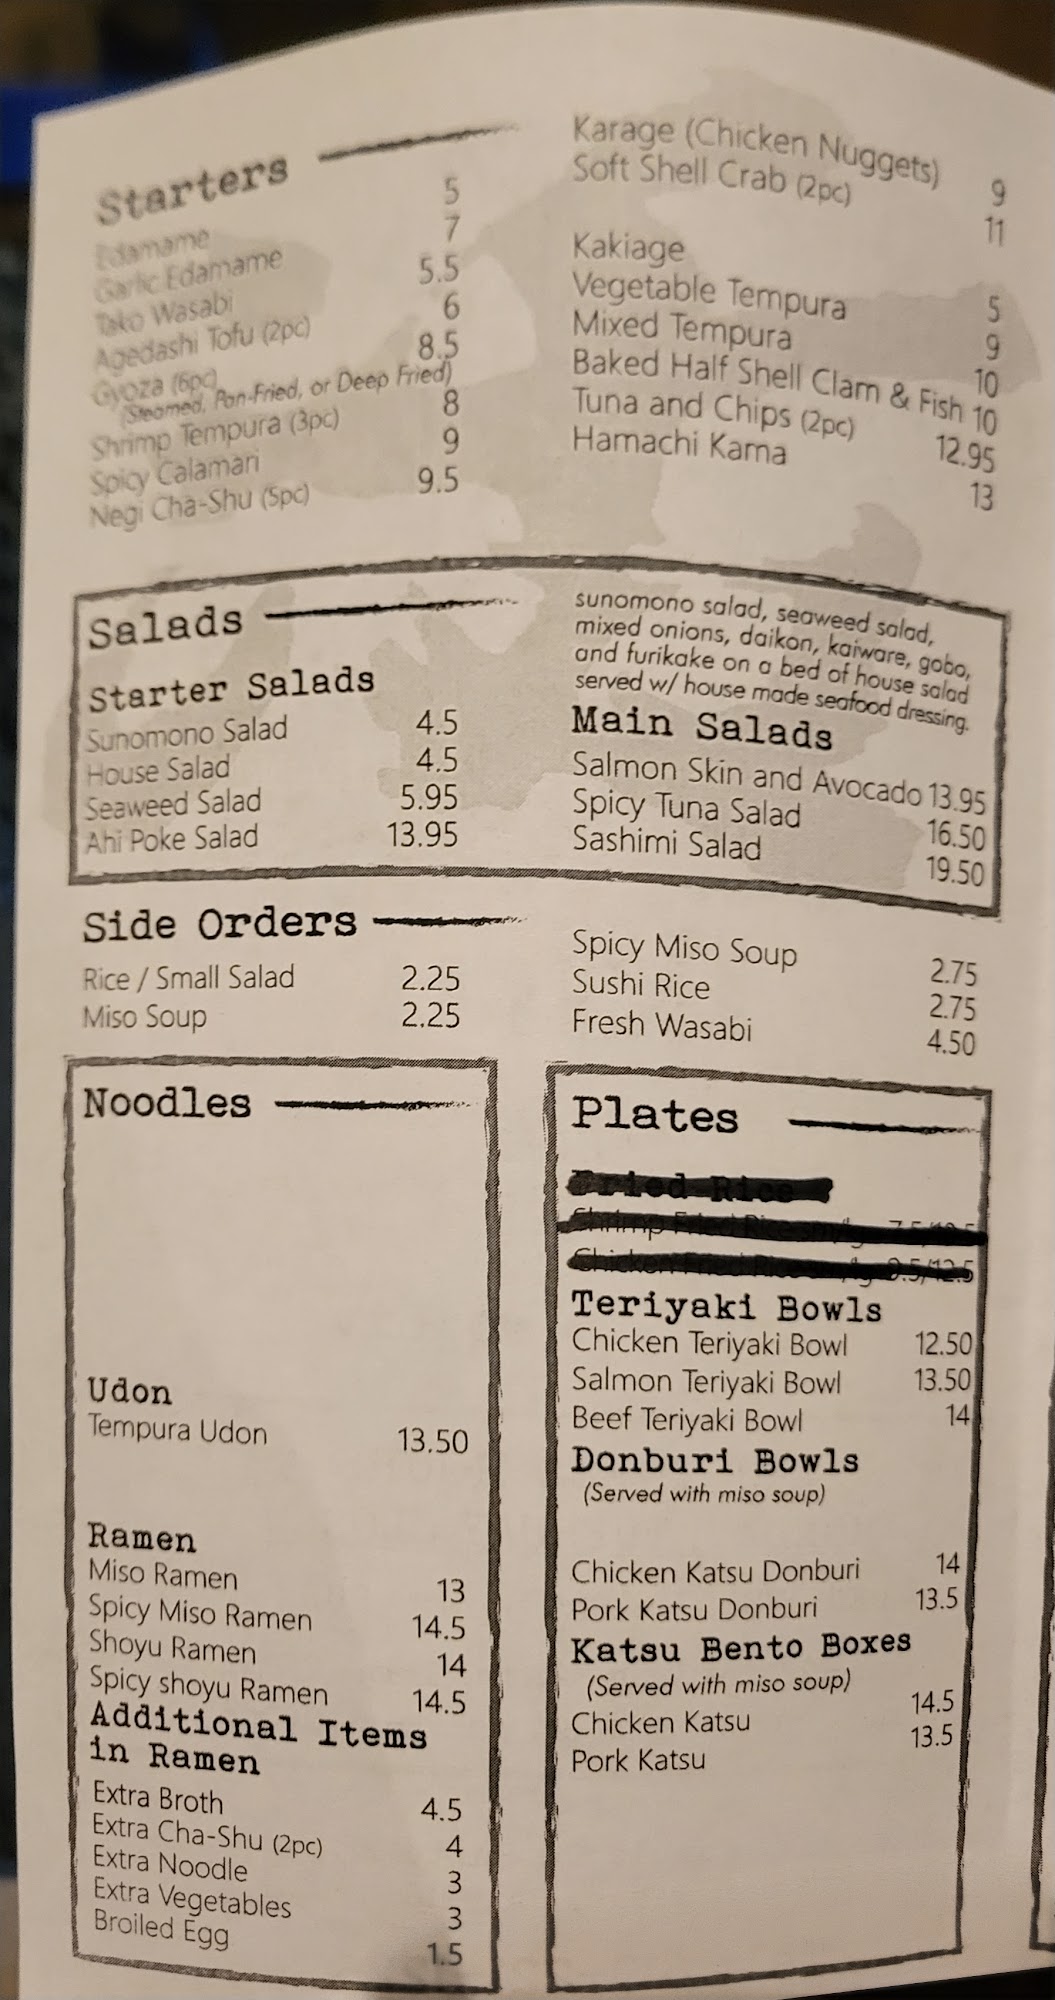 Starters
Edamame 5
Garlic Edamame 7
Tako Wasabi 5.5
Agedashi Tofu (2pc) 6
Gyoza (6pc) 8.5
(Steamed, Pan-Fried, or Deep Fried)
Shrimp Tempura (3pc) 8
Spicy Calamari 9
Negi Cha-Shu (5pc) 9.5
Karage (Chicken Nuggets) 9
Soft Shell Crab (2pc) 11
Kakiage 5
Vegetable Tempura 9
Mixed Tempura 10
Baked Half Shell Clam & Fish 10
Tuna and Chips (2pc) 12.95
Hamachi Kama 13
Salads
Starter Salads
Sunomono Salad 4.5
House Salad 4.5
Seaweed Salad 5.95
Ahi Poke Salad 13.95
sunomono salad, seaweed salad,
mixed onions, daikon, kaiware, gobo,
and furikake on a bed of house salad
served w/ house made seafood dressing.
Main Salads
Salmon Skin and Avocado 13.95
Spicy Tuna Salad 16.50
Sashimi Salad 19.50
Side Orders
Rice / Small Salad 2.25
Miso Soup 2.25
Spicy Miso Soup 2.75
Sushi Rice 2.75
Fresh Wasabi 4.50
Noodles
Udon
Tempura Udon 13.50
Ramen
Miso Ramen 13
Spicy Miso Ramen 14.5
Shoyu Ramen 14
Spicy shoyu Ramen 14.5
Additional Items
in Ramen
Extra Broth 4.5
Extra Cha-Shu (2pc) 4
Extra Noodle 3
Extra Vegetables 3
Broiled Egg 1.5
Plates
Fried Rice
Shrimp Fried Rice
Chicken Fried Rice 9.5/12.5
Teriyaki Bowls
Chicken Teriyaki Bowl 12.50
Salmon Teriyaki Bowl 13.50
Beef Teriyaki Bowl 14
Donburi Bowls
(Served with miso soup)
Chicken Katsu Donburi 14
Pork Katsu Donburi 13.5
Katsu Bento Boxes
(Served with miso soup)
Chicken Katsu 14.5
Pork Katsu 13.5